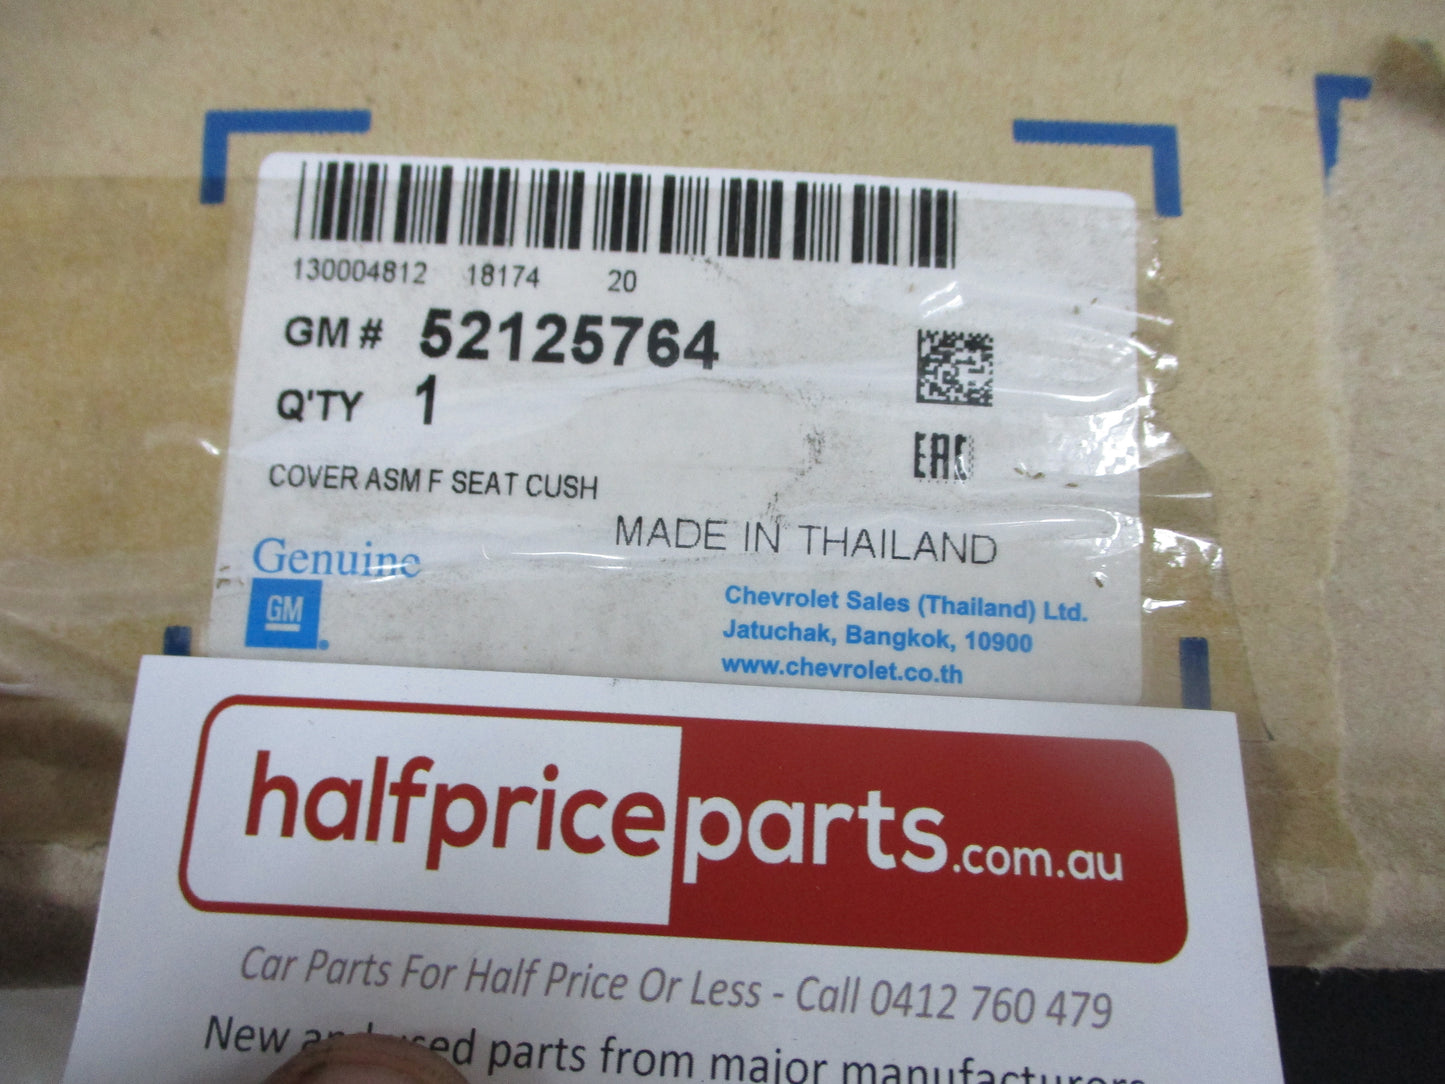 130004812 18174 20
GM # 52125764
Q'TY 1
EAC
COVER ASM F SEAT CUSH
MADE IN THAILAND
Genuine
GM
Chevrolet Sales (Thailand) Ltd.
Jatuchak, Bangkok, 10900
www.chevrolet.co.th
halfpriceparts.com.au
Car Parts For Half Price Or Less - Call 0412 760 479
New and used parts from major manufacturers